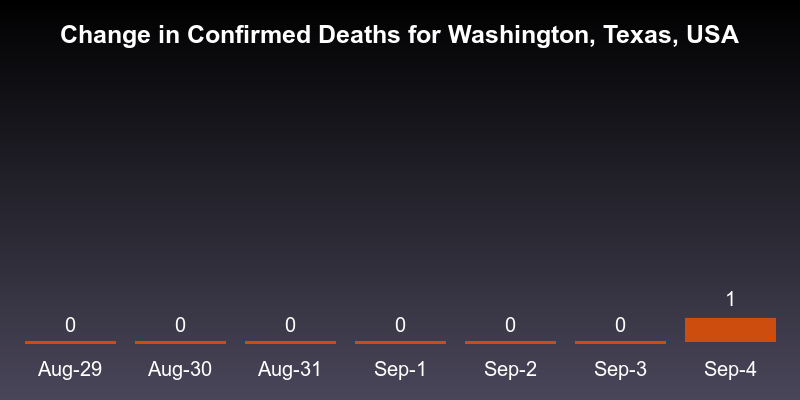 Change in Confirmed Deaths for Washington, Texas, USA
0 0 0 0 0 0 1
Aug-29 Aug-30 Aug-31 Sep-1 Sep-2 Sep-3 Sep-4